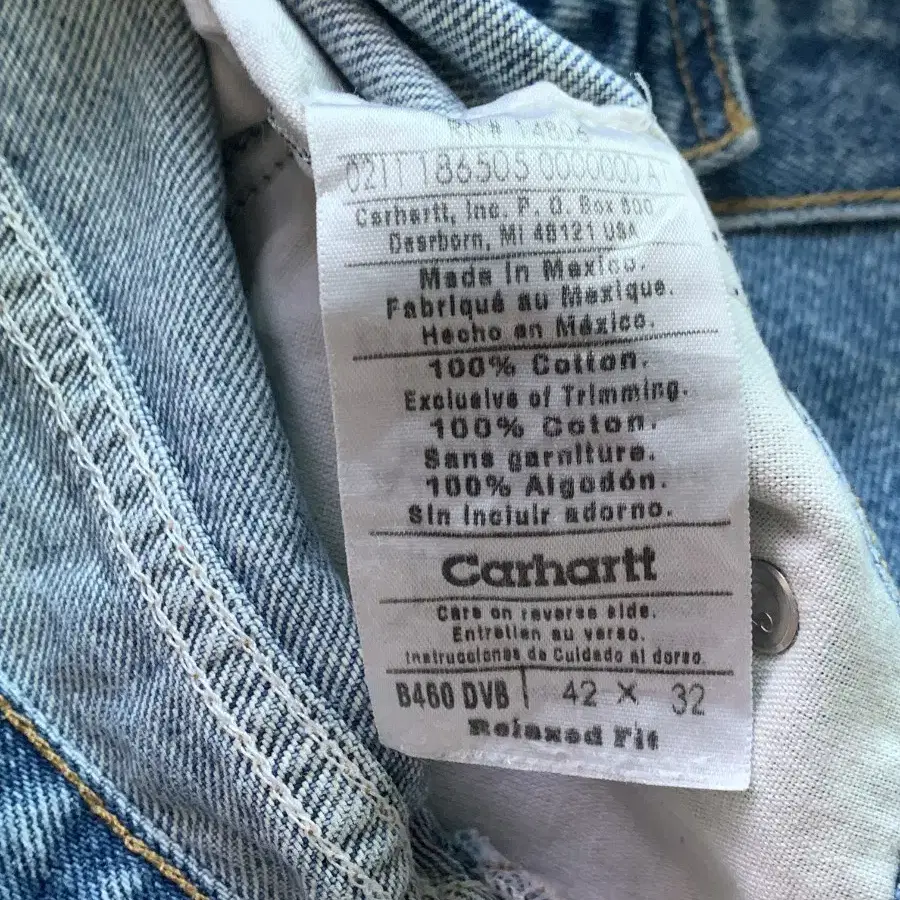 RN# 14806
0211 186505 0000000 A
Carhartt, Inc. P. O. Box 600
Dearborn, MI 48121 USA
Made in Mexico.
Fabriqué au Mexique.
Hecho en México.
100% Cotton.
Exclusive of Trimming.
100% Coton.
Sans garniture.
100% Algodón.
Sin incluir adorno.
Carhartt
Care on reverse side.
Entretien au verso.
Instrucciones de Cuidado al dorso.
B460 DVB 42 X 32
Relaxed Fit